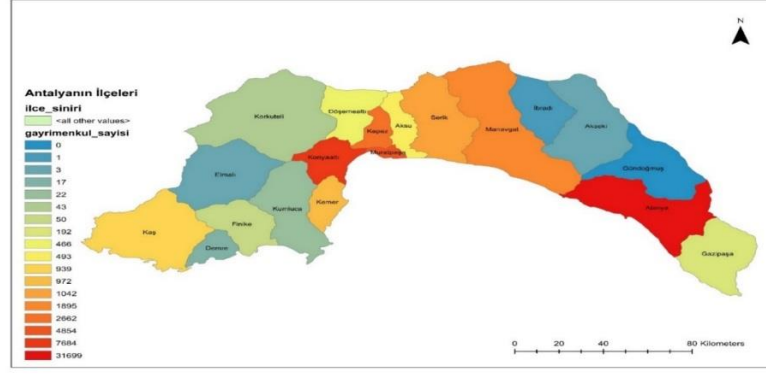 N
Antalyanın İlçeleri
ilce_siniri
<all other values>
gayrimenkul_sayisi
0
1
3
17
22
43
50
192
466
493
939
972
1042
1895
2662
4854
7684
31699
Korkuteli
Döşemealtı
Kepez
Aksu
Serik
Manavgat
İbradi
Akseki
Gündoğmuş
Konyaaltı
Muratpaşa
Elmalı
Kumluca
Kemer
Alanya
Kaş
Finike
Demre
Gazipaşa
0 20 40 80 Kilometers